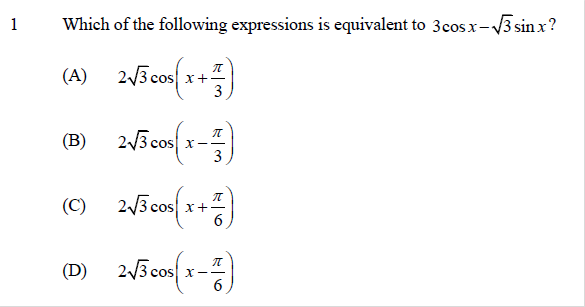 1 Which of the following expressions is equivalent to 3cos x − √3 sin x?
(A) 2√3 cos(x + π/3)
(B) 2√3 cos(x − π/3)
(C) 2√3 cos(x + π/6)
(D) 2√3 cos(x − π/6)